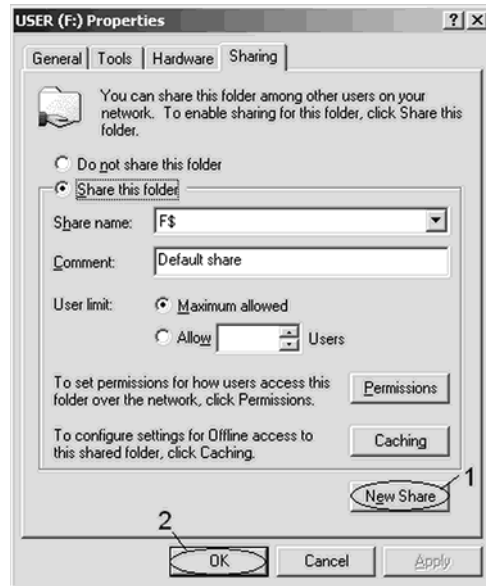 USER (F:) Properties
General Tools Hardware Sharing
You can share this folder among other users on your
network. To enable sharing for this folder, click Share this
folder.
Do not share this folder
Share this folder
Share name: F$
Comment: Default share
User limit: Maximum allowed
Allow Users
To set permissions for how users access this
folder over the network, click Permissions.
Permissions
To configure settings for Offline access to
this shared folder, click Caching.
Caching
1
New Share
2
OK Cancel Apply